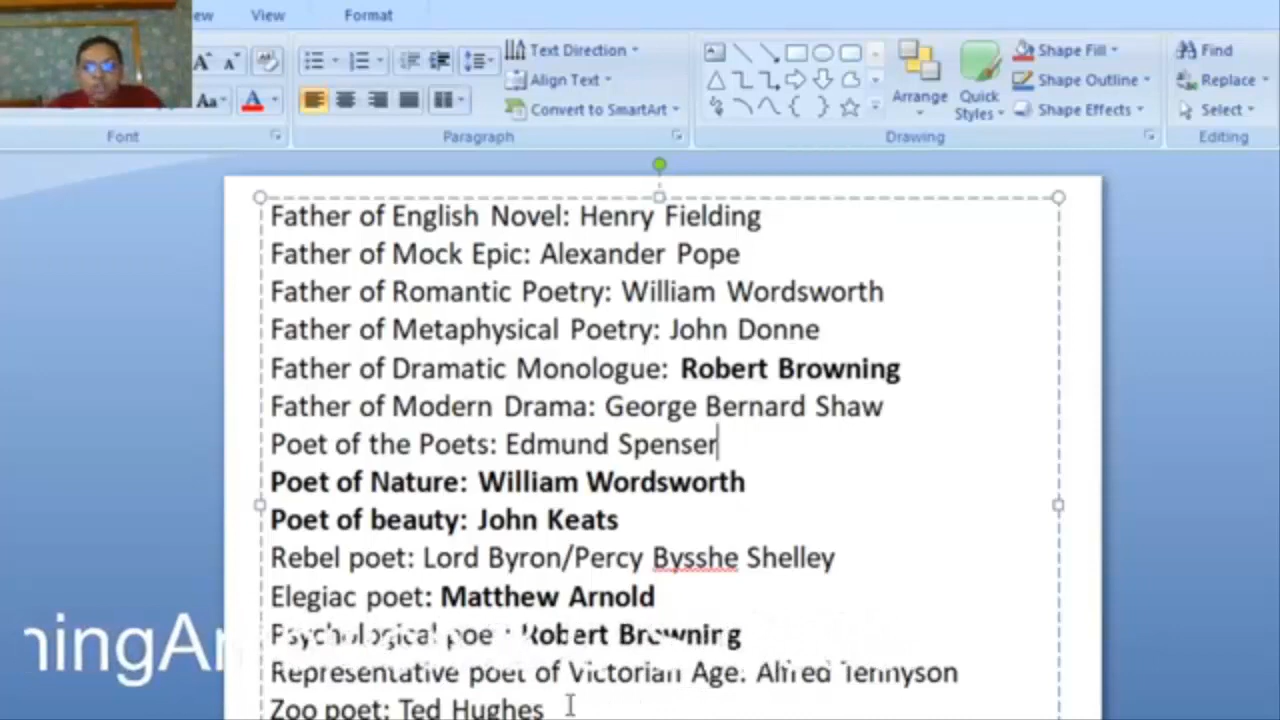 ew View Format
Text Direction
Align Text
Convert to SmartArt
Aa
A
Arrange
Quick Styles
Shape Fill
Shape Outline
Shape Effects
Find
Replace
Select
Font Paragraph Drawing Editing
Father of English Novel: Henry Fielding
Father of Mock Epic: Alexander Pope
Father of Romantic Poetry: William Wordsworth
Father of Metaphysical Poetry: John Donne
Father of Dramatic Monologue: Robert Browning
Father of Modern Drama: George Bernard Shaw
Poet of the Poets: Edmund Spenser
Poet of Nature: William Wordsworth
Poet of beauty: John Keats
Rebel poet: Lord Byron/Percy Bysshe Shelley
Elegiac poet: Matthew Arnold
Psychological poet: Robert Browning
Representative poet of Victorian Age: Alfred Tennyson
Zoo poet: Ted Hughes